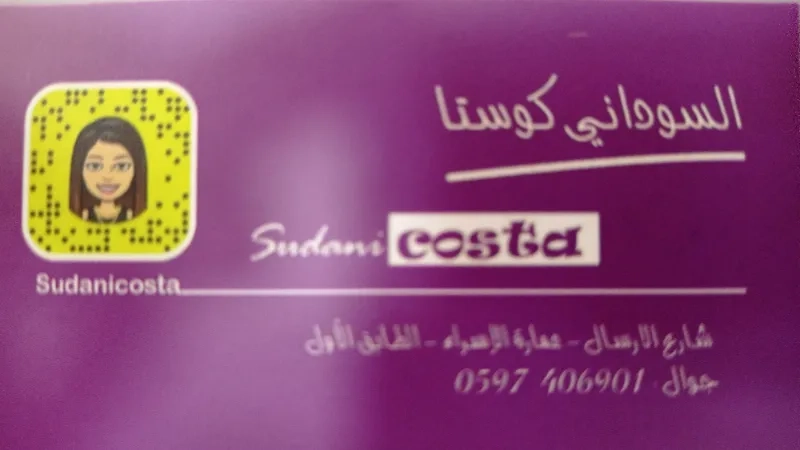 السوداني كوستا
Sudani costa
Sudanicosta
شارع الارسال - عمارة الإسراء - الطابق الأول
جوال 0597 406901